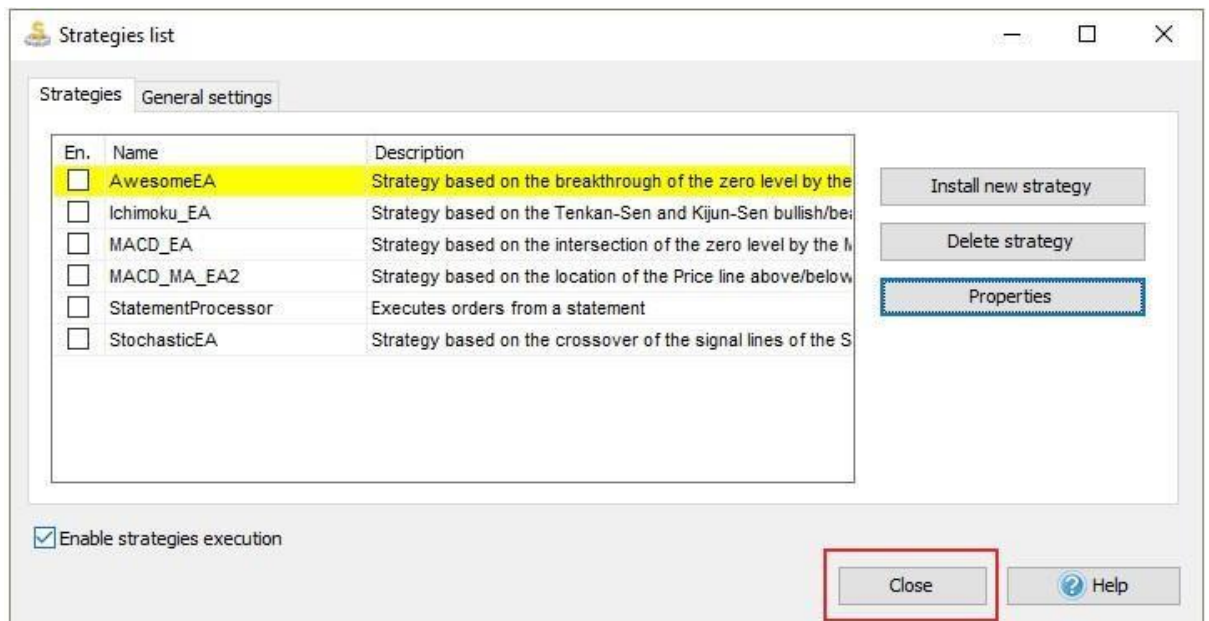 Strategies list
Strategies General settings
En. Name Description
AwesomeEA Strategy based on the breakthrough of the zero level by the
Ichimoku_EA Strategy based on the Tenkan-Sen and Kijun-Sen bullish/bea
MACD_EA Strategy based on the intersection of the zero level by the M
MACD_MA_EA2 Strategy based on the location of the Price line above/below
StatementProcessor Executes orders from a statement
StochasticEA Strategy based on the crossover of the signal lines of the S
Install new strategy
Delete strategy
Properties
Enable strategies execution
Close Help